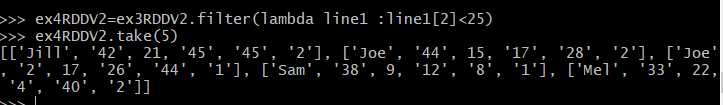 >>> ex4RDDV2=ex3RDDV2.filter(lambda line1 :line1[2]<25)
>>> ex4RDDV2.take(5)
[['Jill', '42', 21, '45', '45', '2'], ['Joe', '44', 15, '17', '28', '2'], ['Joe'
, '2', 17, '26', '44', '1'], ['Sam', '38', 9, '12', '8', '1'], ['Mel', '33', 22,
 '4', '40', '2']]
>>>